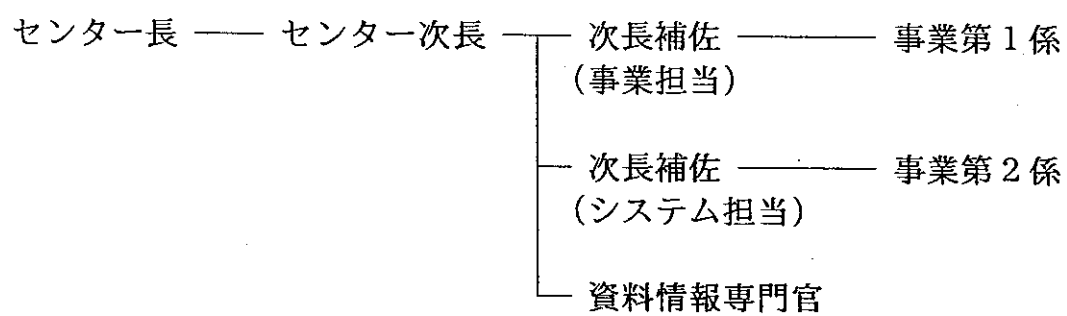 センター長 センター次長 次長補佐 事業第1係
(事業担当)
次長補佐 事業第2係
(システム担当)
資料情報専門官